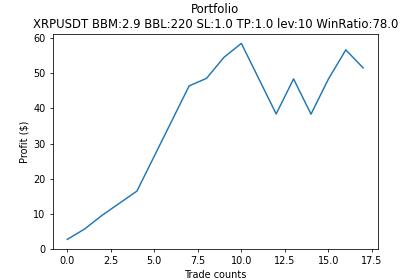 Portfolio
XRPUSDT BBM:2.9 BBL:220 SL:1.0 TP:1.0 lev:10 WinRatio:78.0
60
50
40
30
20
10
0
Profit ($)
0.0 2.5 5.0 7.5 10.0 12.5 15.0 17.5
Trade counts